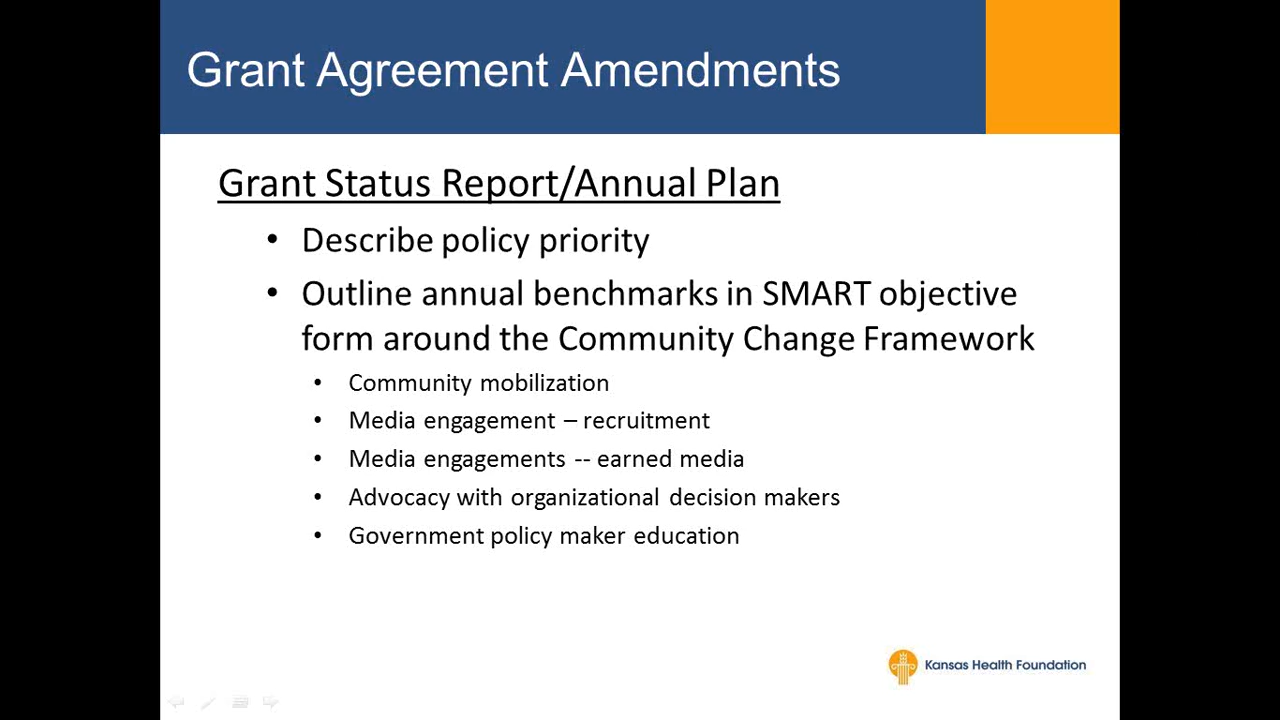 Grant Agreement Amendments
Grant Status Report/Annual Plan
• Describe policy priority
• Outline annual benchmarks in SMART objective
form around the Community Change Framework
• Community mobilization
• Media engagement – recruitment
• Media engagements -- earned media
• Advocacy with organizational decision makers
• Government policy maker education
Kansas Health Foundation